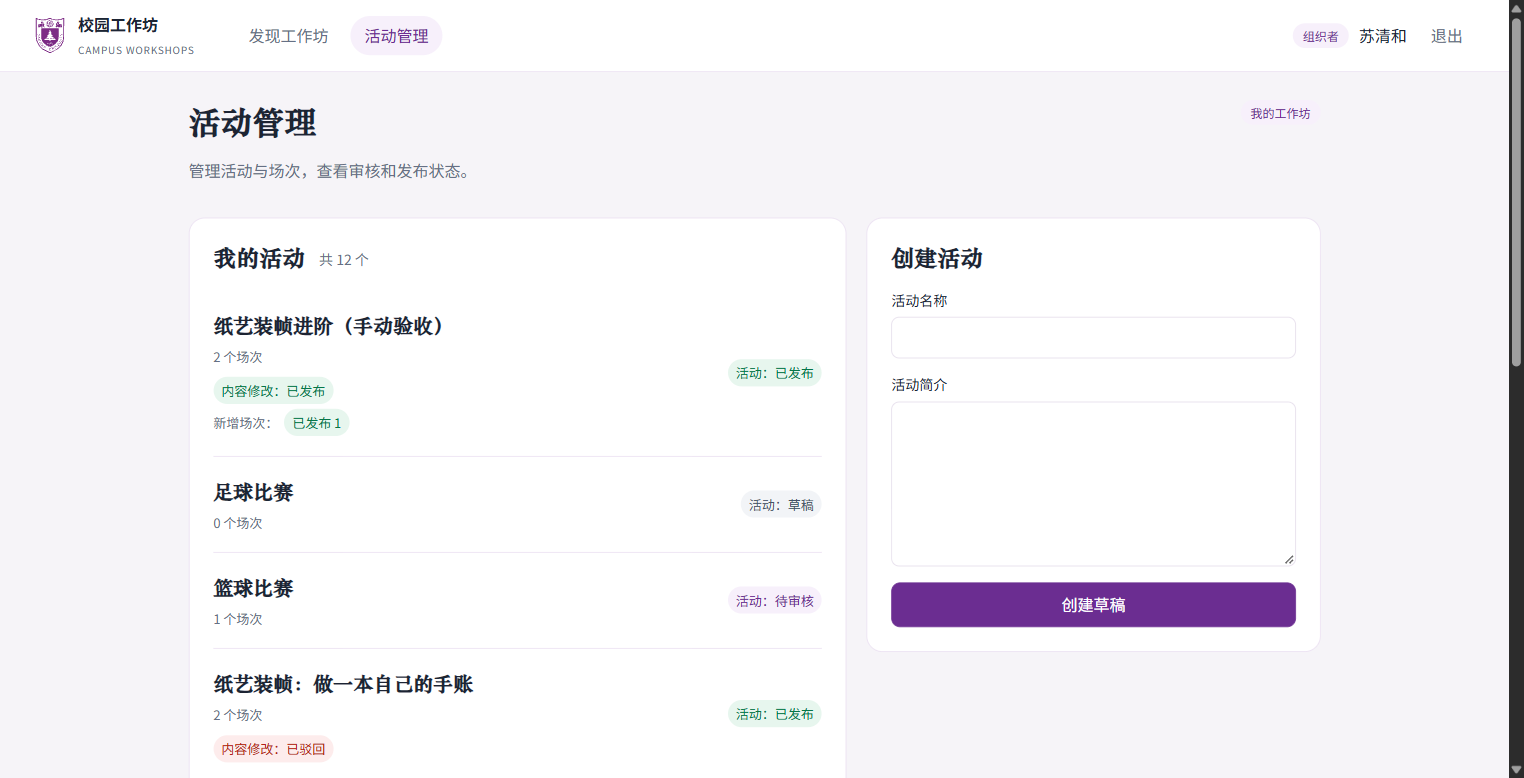 校园工作坊
CAMPUS WORKSHOPS
发现工作坊
活动管理
组织者
苏清和
退出
活动管理
我的工作坊
管理活动与场次，查看审核和发布状态。
我的活动 共 12 个
纸艺装帧进阶（手动验收）
2 个场次
活动：已发布
内容修改：已发布
新增场次： 已发布 1
足球比赛
0 个场次
活动：草稿
篮球比赛
1 个场次
活动：待审核
纸艺装帧：做一本自己的手账
2 个场次
活动：已发布
内容修改：已驳回
创建活动
活动名称
活动简介
创建草稿